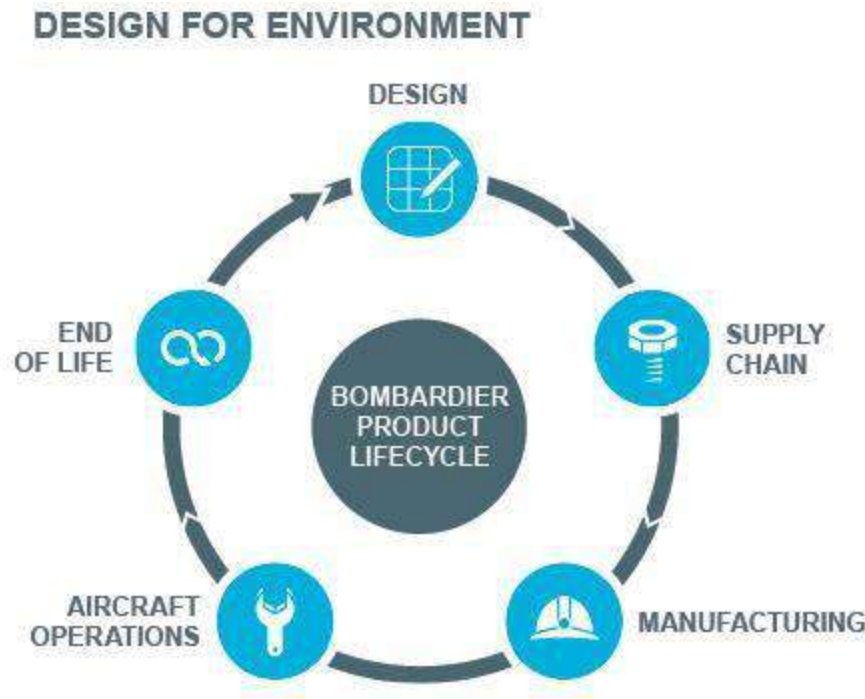 DESIGN FOR ENVIRONMENT
DESIGN
SUPPLY
CHAIN
MANUFACTURING
AIRCRAFT
OPERATIONS
END
OF LIFE
BOMBARDIER
PRODUCT
LIFECYCLE